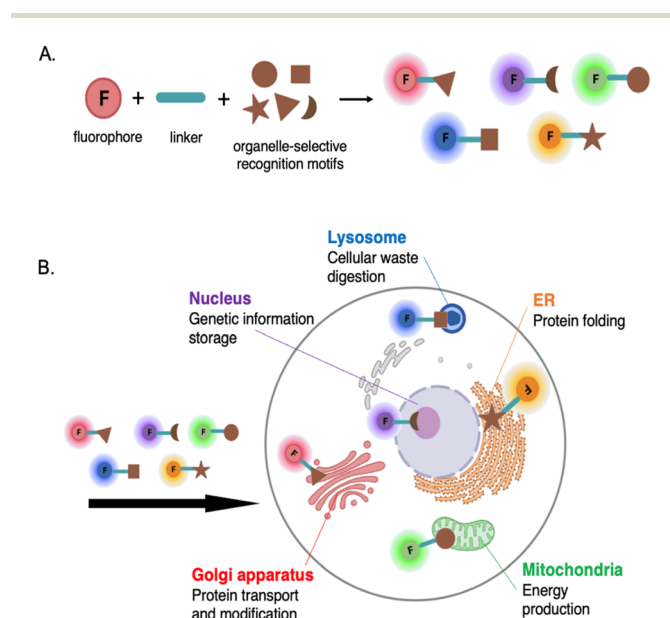 A.
F
+
+
fluorophore
linker
organelle-selective
recognition motifs
F
F
F
F
F
B.
Lysosome
Cellular waste
digestion
Nucleus
Genetic information
storage
ER
Protein folding
F
F
F
F
F
F
F
F
F
F
Golgi apparatus
Protein transport
and modification
Mitochondria
Energy
production